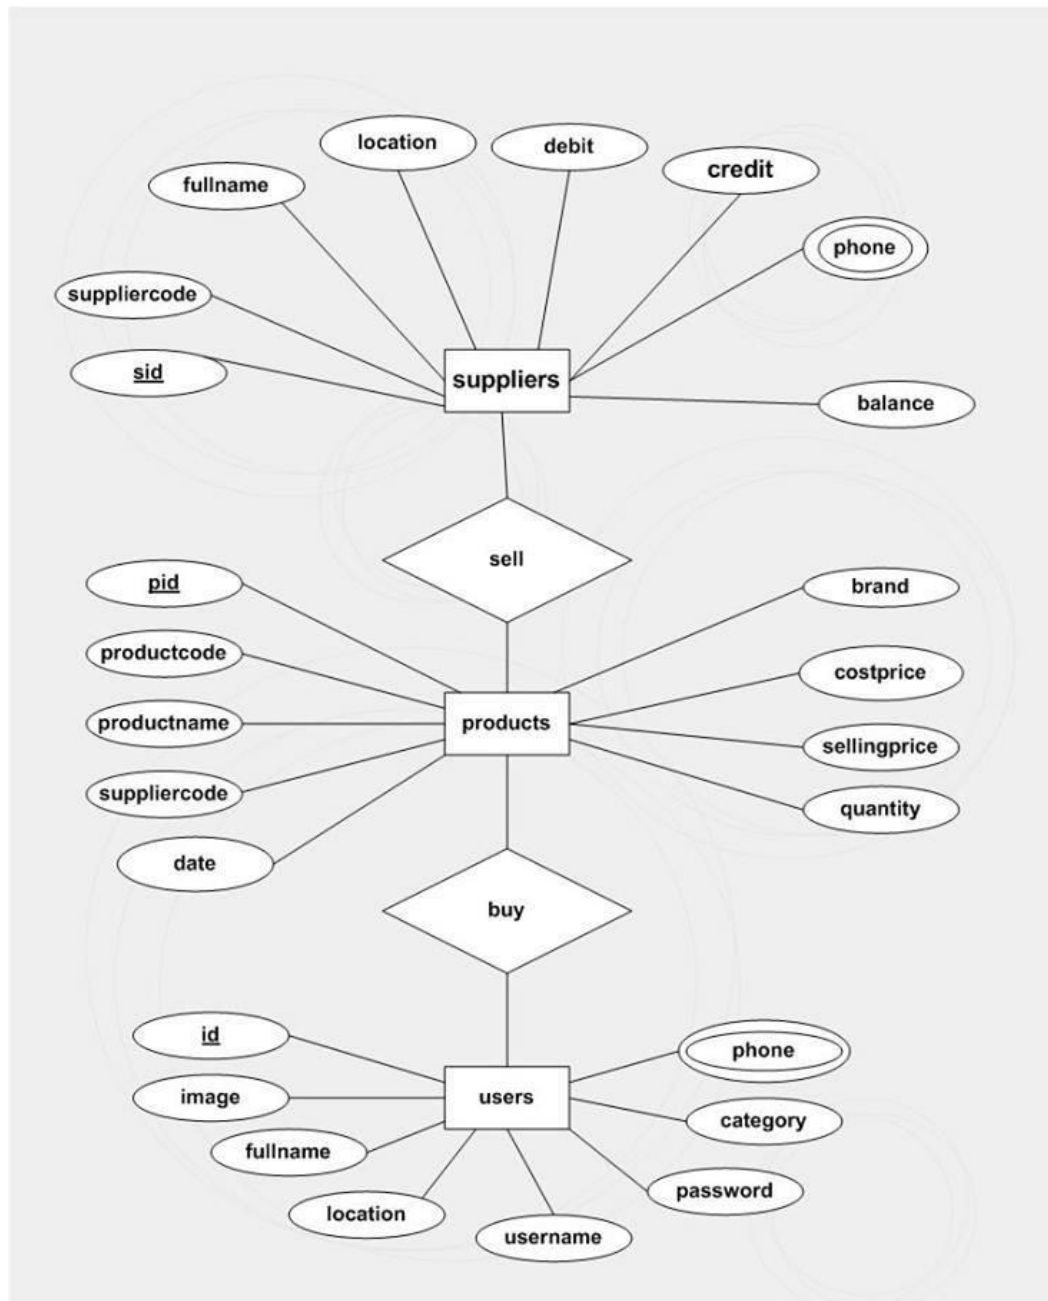 location
debit
credit
fullname
phone
suppliercode
sid
suppliers
balance
sell
pid
brand
productcode
costprice
productname
products
sellingprice
suppliercode
quantity
date
buy
id
phone
image
users
category
fullname
password
location
username